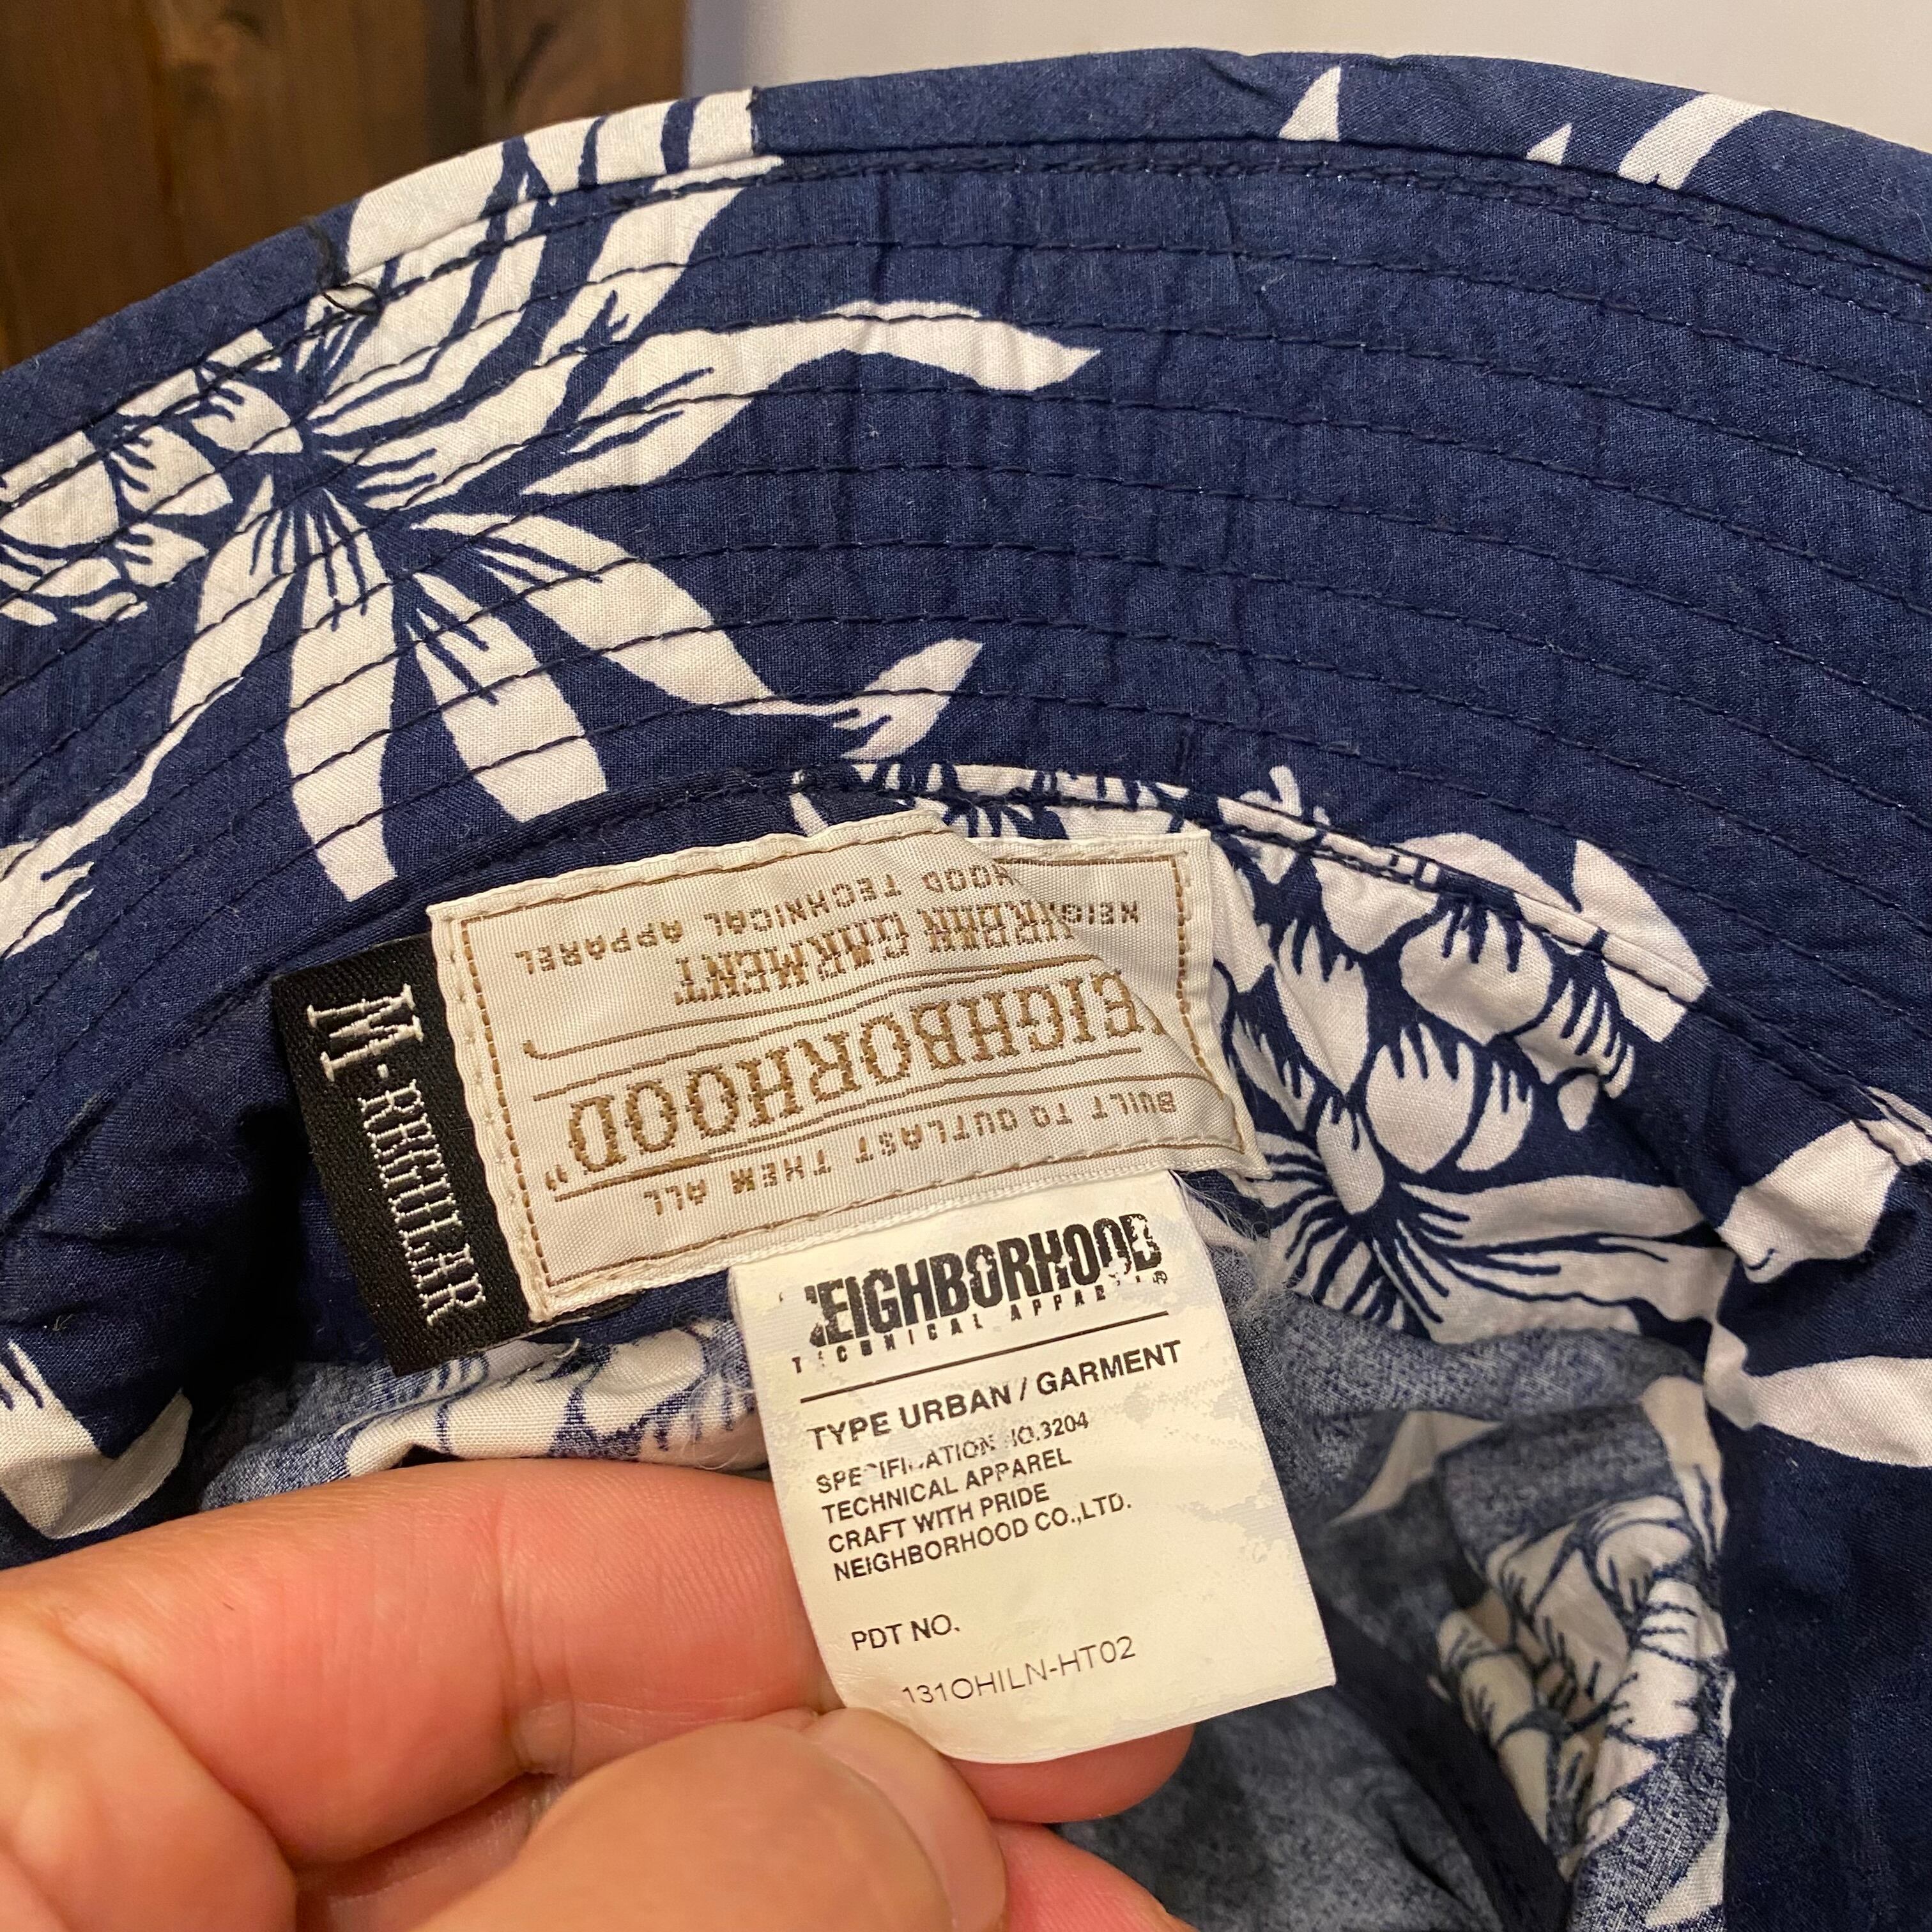 M-REGULAR
BUILT TO OUTLAST THEM ALL
"NEIGHBORHOOD"
URBAN GARMENT
NEIGHBORHOOD TECHNICAL APPAREL
NEIGHBORHOOD®
TECHNICAL APPAREL
TYPE URBAN / GARMENT
SPECIFICATION NO.3204
TECHNICAL APPAREL
CRAFT WITH PRIDE
NEIGHBORHOOD CO.,LTD.
PDT NO.
131OHILN-HT02